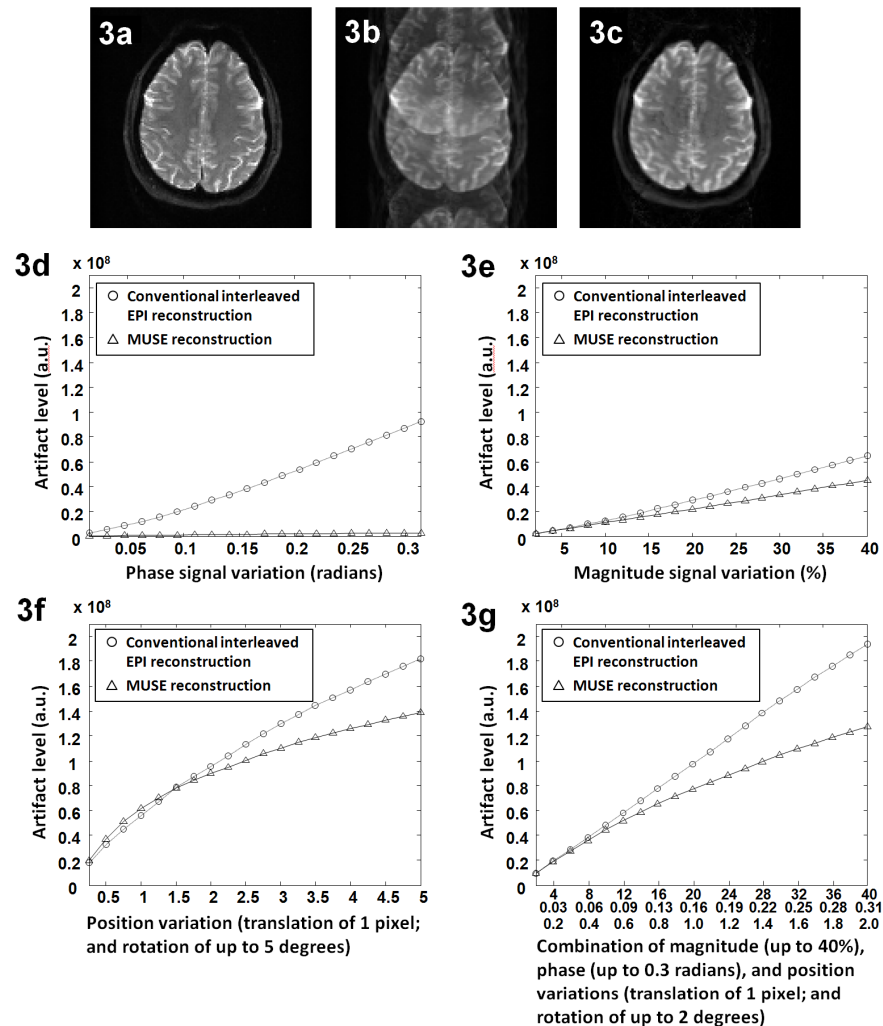 3a
3b
3c
3d
x 10⁸
Artifact level (a.u.)
2
1.8
1.6
1.4
1.2
1
0.8
0.6
0.4
0.2
0
Conventional interleaved
EPI reconstruction
MUSE reconstruction
0.05 0.1 0.15 0.2 0.25 0.3
Phase signal variation (radians)
3e
x 10⁸
Artifact level (a.u.)
2
1.8
1.6
1.4
1.2
1
0.8
0.6
0.4
0.2
0
Conventional interleaved
EPI reconstruction
MUSE reconstruction
5 10 15 20 25 30 35 40
Magnitude signal variation (%)
3f
x 10⁸
Artifact level (a.u.)
2
1.8
1.6
1.4
1.2
1
0.8
0.6
0.4
0.2
0
Conventional interleaved
EPI reconstruction
MUSE reconstruction
0.5 1 1.5 2 2.5 3 3.5 4 4.5 5
Position variation (translation of 1 pixel;
and rotation of up to 5 degrees)
3g
x 10⁸
Artifact level (a.u.)
2
1.8
1.6
1.4
1.2
1
0.8
0.6
0.4
0.2
0
Conventional interleaved
EPI reconstruction
MUSE reconstruction
4 8 12 16 20 24 28 32 36 40
0.03 0.06 0.09 0.13 0.16 0.19 0.22 0.25 0.28 0.31
0.2 0.4 0.6 0.8 1.0 1.2 1.4 1.6 1.8 2.0
Combination of magnitude (up to 40%),
phase (up to 0.3 radians), and position
variations (translation of 1 pixel; and
rotation of up to 2 degrees)